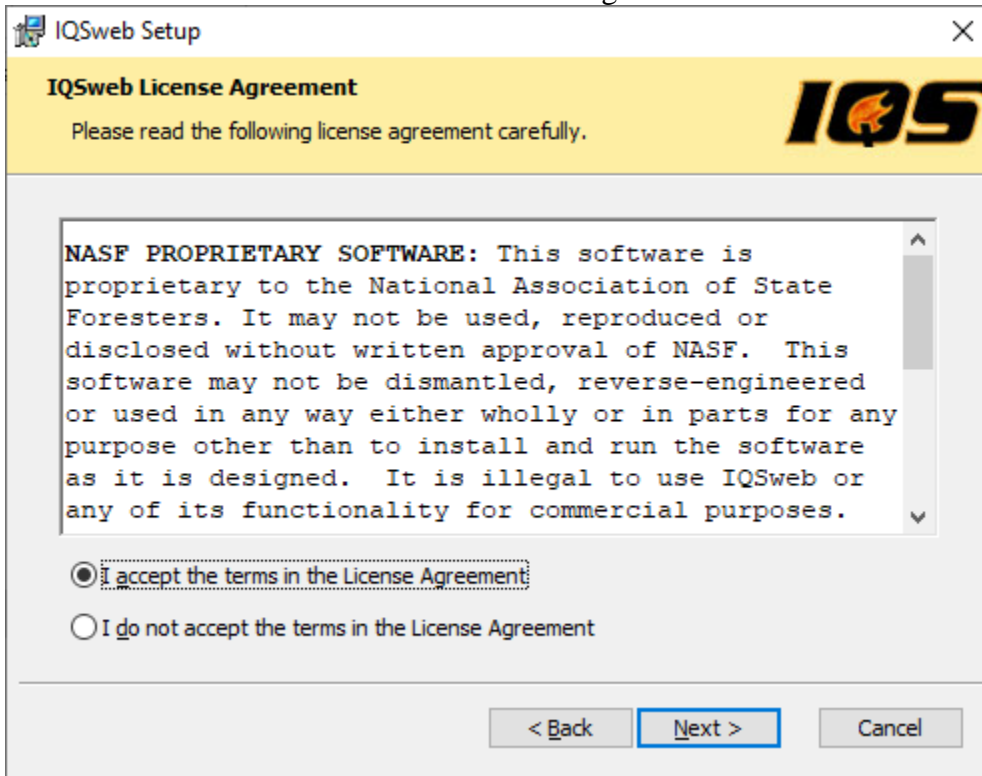 IQSweb Setup
IQSweb License Agreement
Please read the following license agreement carefully.
IQS
NASF PROPRIETARY SOFTWARE: This software is
proprietary to the National Association of State
Foresters. It may not be used, reproduced or
disclosed without written approval of NASF.  This
software may not be dismantled, reverse-engineered
or used in any way either wholly or in parts for any
purpose other than to install and run the software
as it is designed.  It is illegal to use IQSweb or
any of its functionality for commercial purposes.
I accept the terms in the License Agreement
I do not accept the terms in the License Agreement
< Back
Next >
Cancel